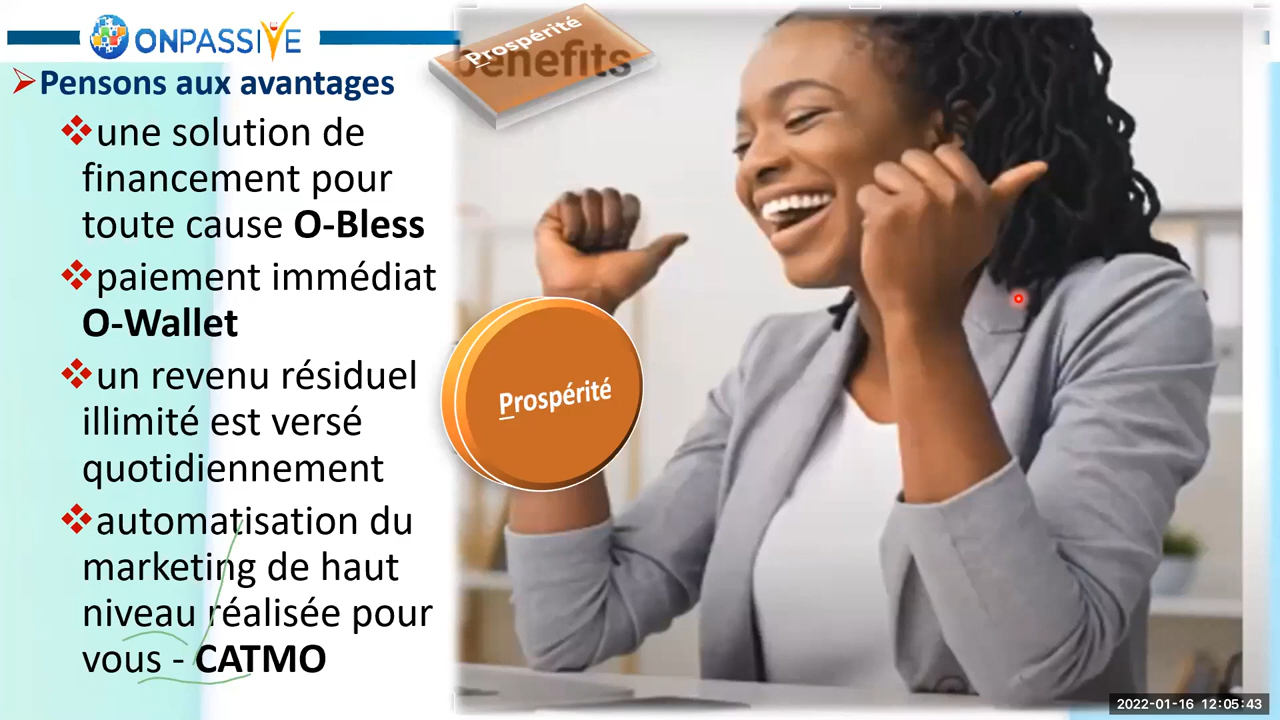 ONPASSIVE
Pensons aux avantages
une solution de
financement pour
toute cause O-Bless
paiement immédiat
O-Wallet
un revenu résiduel
illimité est versé
quotidiennement
automatisation du
marketing de haut
niveau réalisée pour
vous - CATMO
Prospérité
benefits
Prospérité
2022-01-16 12:05:43